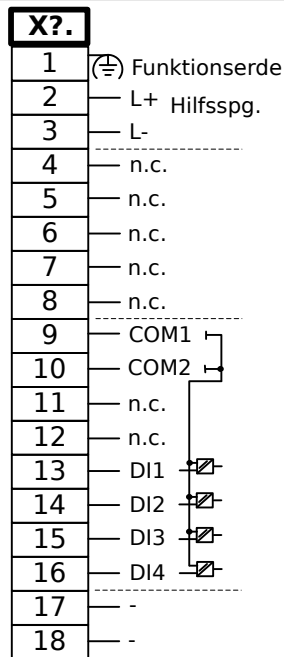 X?.
1 Funktionserde
2 L+ Hilfsspg.
3 L-
4 n.c.
5 n.c.
6 n.c.
7 n.c.
8 n.c.
9 COM1
10 COM2
11 n.c.
12 n.c.
13 DI1
14 DI2
15 DI3
16 DI4
17 -
18 -